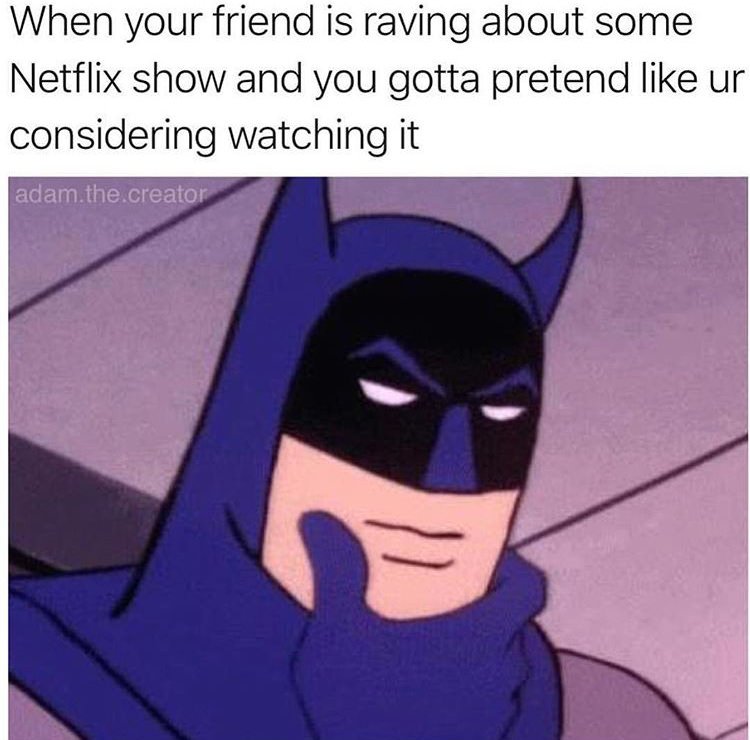 When your friend is raving about some
Netflix show and you gotta pretend like ur
considering watching it
adam.the.creator